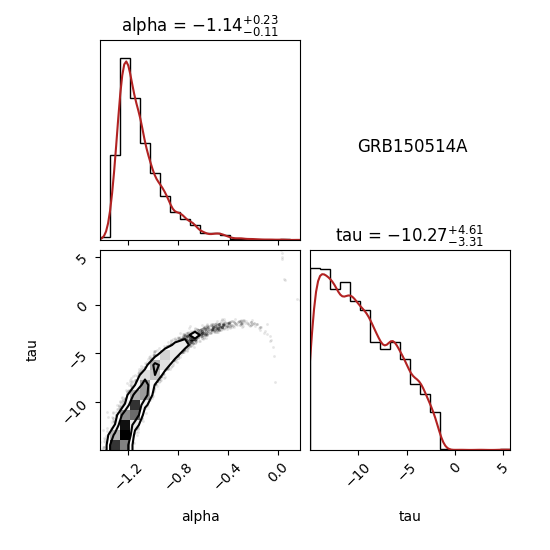 alpha = −1.14+0.23 −0.11
GRB150514A
tau = −10.27+4.61 −3.31
5
0
−5
−10
tau
−1.2 −0.8 −0.4 0.0
−10 −5 0 5
alpha
tau